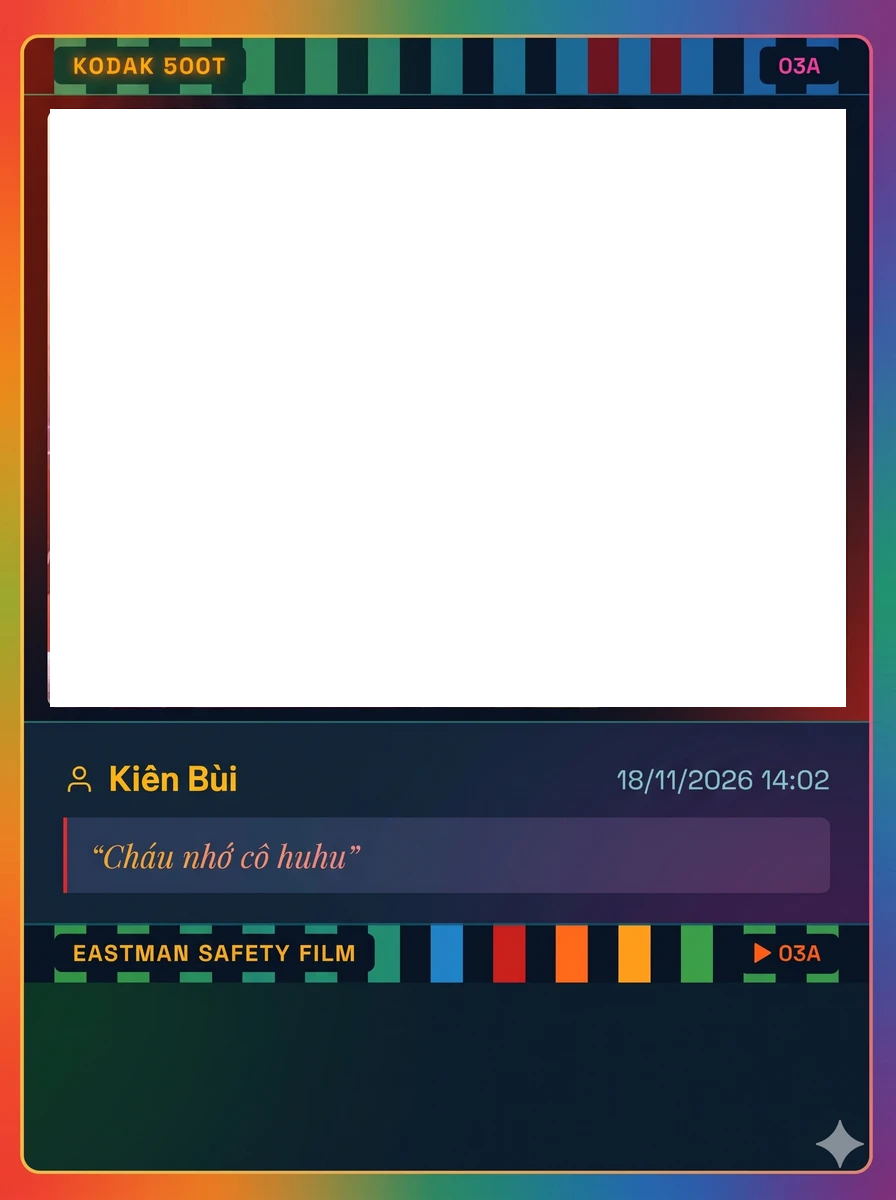 KODAK 500T
03A
Kiên Bùi
18/11/2026 14:02
“Cháu nhớ cô huhu”
EASTMAN SAFETY FILM
▶ 03A